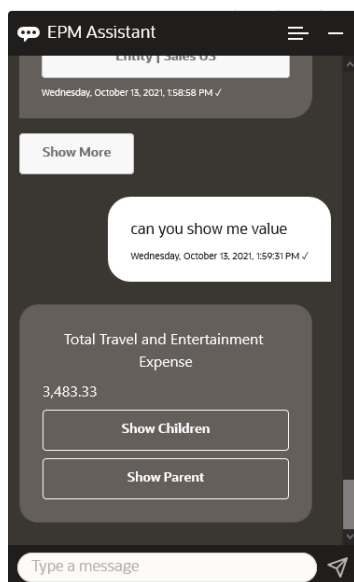 EPM Assistant
Entity | Sales US
Wednesday, October 13, 2021, 1:58:58 PM ✓
Show More
can you show me value
Wednesday, October 13, 2021, 1:59:31 PM ✓
Total Travel and Entertainment
Expense
3,483.33
Show Children
Show Parent
Type a message